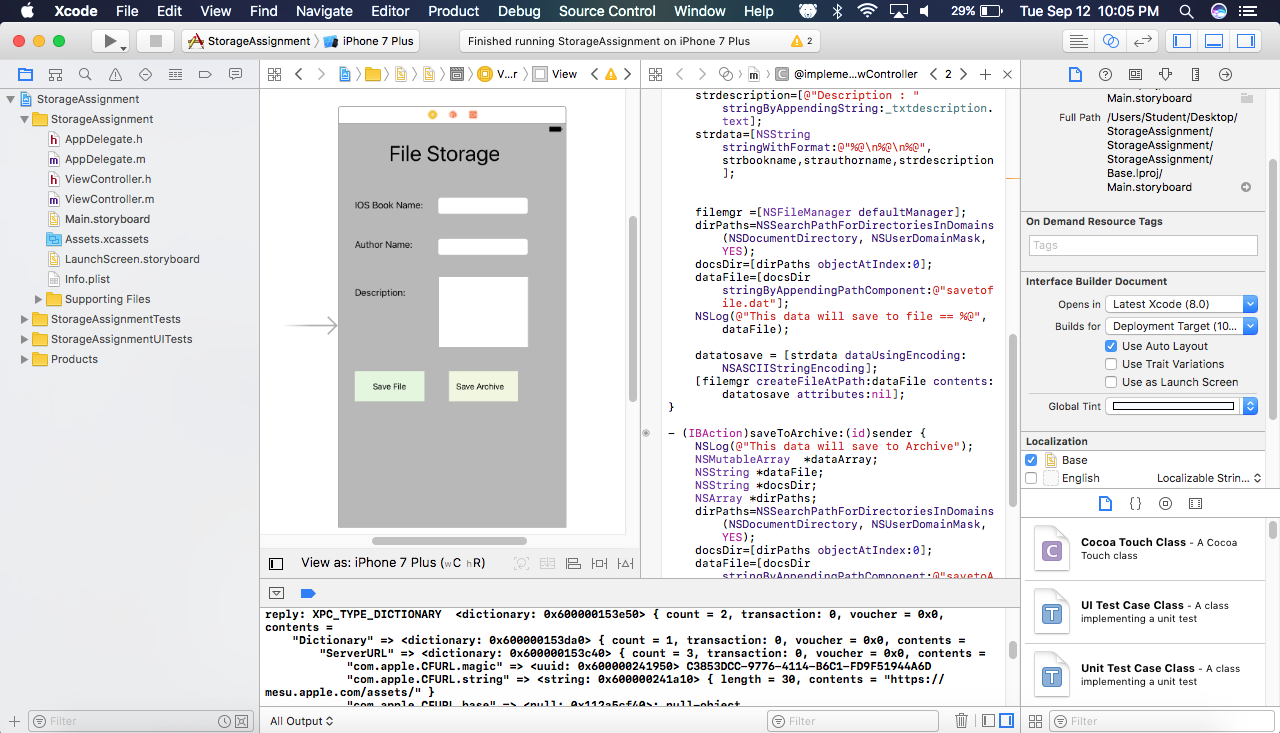 Xcode File Edit View Find Navigate Editor Product Debug Source Control Window Help 29% Tue Sep 12 10:05 PM
StorageAssignment iPhone 7 Plus Finished running StorageAssignment on iPhone 7 Plus 2
V...r View @impleme...wController 2
StorageAssignment
StorageAssignment
AppDelegate.h
AppDelegate.m
ViewController.h
ViewController.m
Main.storyboard
Assets.xcassets
LaunchScreen.storyboard
Info.plist
Supporting Files
StorageAssignmentTests
StorageAssignmentUITests
Products
Filter
File Storage
IOS Book Name:
Author Name:
Description:
Save File Save Archive
View as: iPhone 7 Plus (wC hR)
strdescription=[@"Description : "
stringByAppendingString:_txtdescription.
text];
strdata=[NSString
stringWithFormat:@"%@\n%@\n%@",
strbookname,strauthorname,strdescription
];
filemgr =[NSFileManager defaultManager];
dirPaths=NSSearchPathForDirectoriesInDomains
(NSDocumentDirectory, NSUserDomainMask,
YES);
docsDir=[dirPaths objectAtIndex:0];
dataFile=[docsDir
stringByAppendingPathComponent:@"savetof
ile.dat"];
NSLog(@"This data will save to file == %@",
dataFile);
datatosave = [strdata dataUsingEncoding:
NSASCIIStringEncoding];
[filemgr createFileAtPath:dataFile contents:
datatosave attributes:nil];
}
- (IBAction)saveToArchive:(id)sender {
NSLog(@"This data will save to Archive");
NSMutableArray *dataArray;
NSString *dataFile;
NSString *docsDir;
NSArray *dirPaths;
dirPaths=NSSearchPathForDirectoriesInDomains
(NSDocumentDirectory, NSUserDomainMask,
YES);
docsDir=[dirPaths objectAtIndex:0];
dataFile=[docsDir
stringByAppendingPathComponent:@"savetoA
reply: XPC_TYPE_DICTIONARY <dictionary: 0x600000153e50> { count = 2, transaction: 0, voucher = 0x0,
contents =
"Dictionary" => <dictionary: 0x600000153da0> { count = 1, transaction: 0, voucher = 0x0, contents =
"ServerURL" => <dictionary: 0x600000153c40> { count = 3, transaction: 0, voucher = 0x0, contents =
"com.apple.CFURL.magic" => <uuid: 0x600000241950> C3853DCC-9776-4114-B6C1-FD9F51944A6D
"com.apple.CFURL.string" => <string: 0x600000241a10> { length = 30, contents = "https://
mesu.apple.com/assets/" }
"com.apple.CFURL.base" => <null: 0x112a5cf40>: null-object
All Output Filter
Main.storyboard
Full Path /Users/Student/Desktop/
StorageAssignment/
StorageAssignment/
Base.lproj/
Main.storyboard
On Demand Resource Tags
Tags
Interface Builder Document
Opens in Latest Xcode (8.0)
Builds for Deployment Target (10...
Use Auto Layout
Use Trait Variations
Use as Launch Screen
Global Tint
Localization
Base
English Localizable Strin...
{}
C Cocoa Touch Class - A Cocoa
Touch class
T UI Test Case Class - A class
implementing a unit test
T Unit Test Case Class - A class
implementing a unit test
Filter